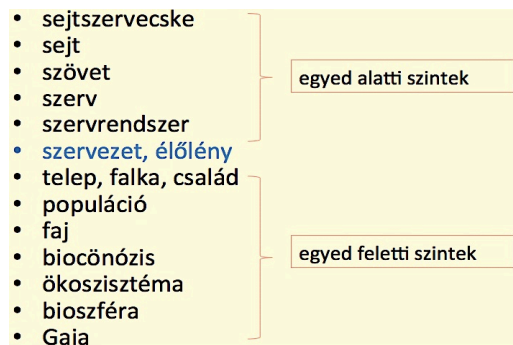 • sejtszervecske
• sejt
• szövet
• szerv
• szervrendszer
• szervezet, élőlény
• telep, falka, család
• populáció
• faj
• biocönózis
• ökoszisztéma
• bioszféra
• Gaia
egyed alatti szintek
egyed feletti szintek